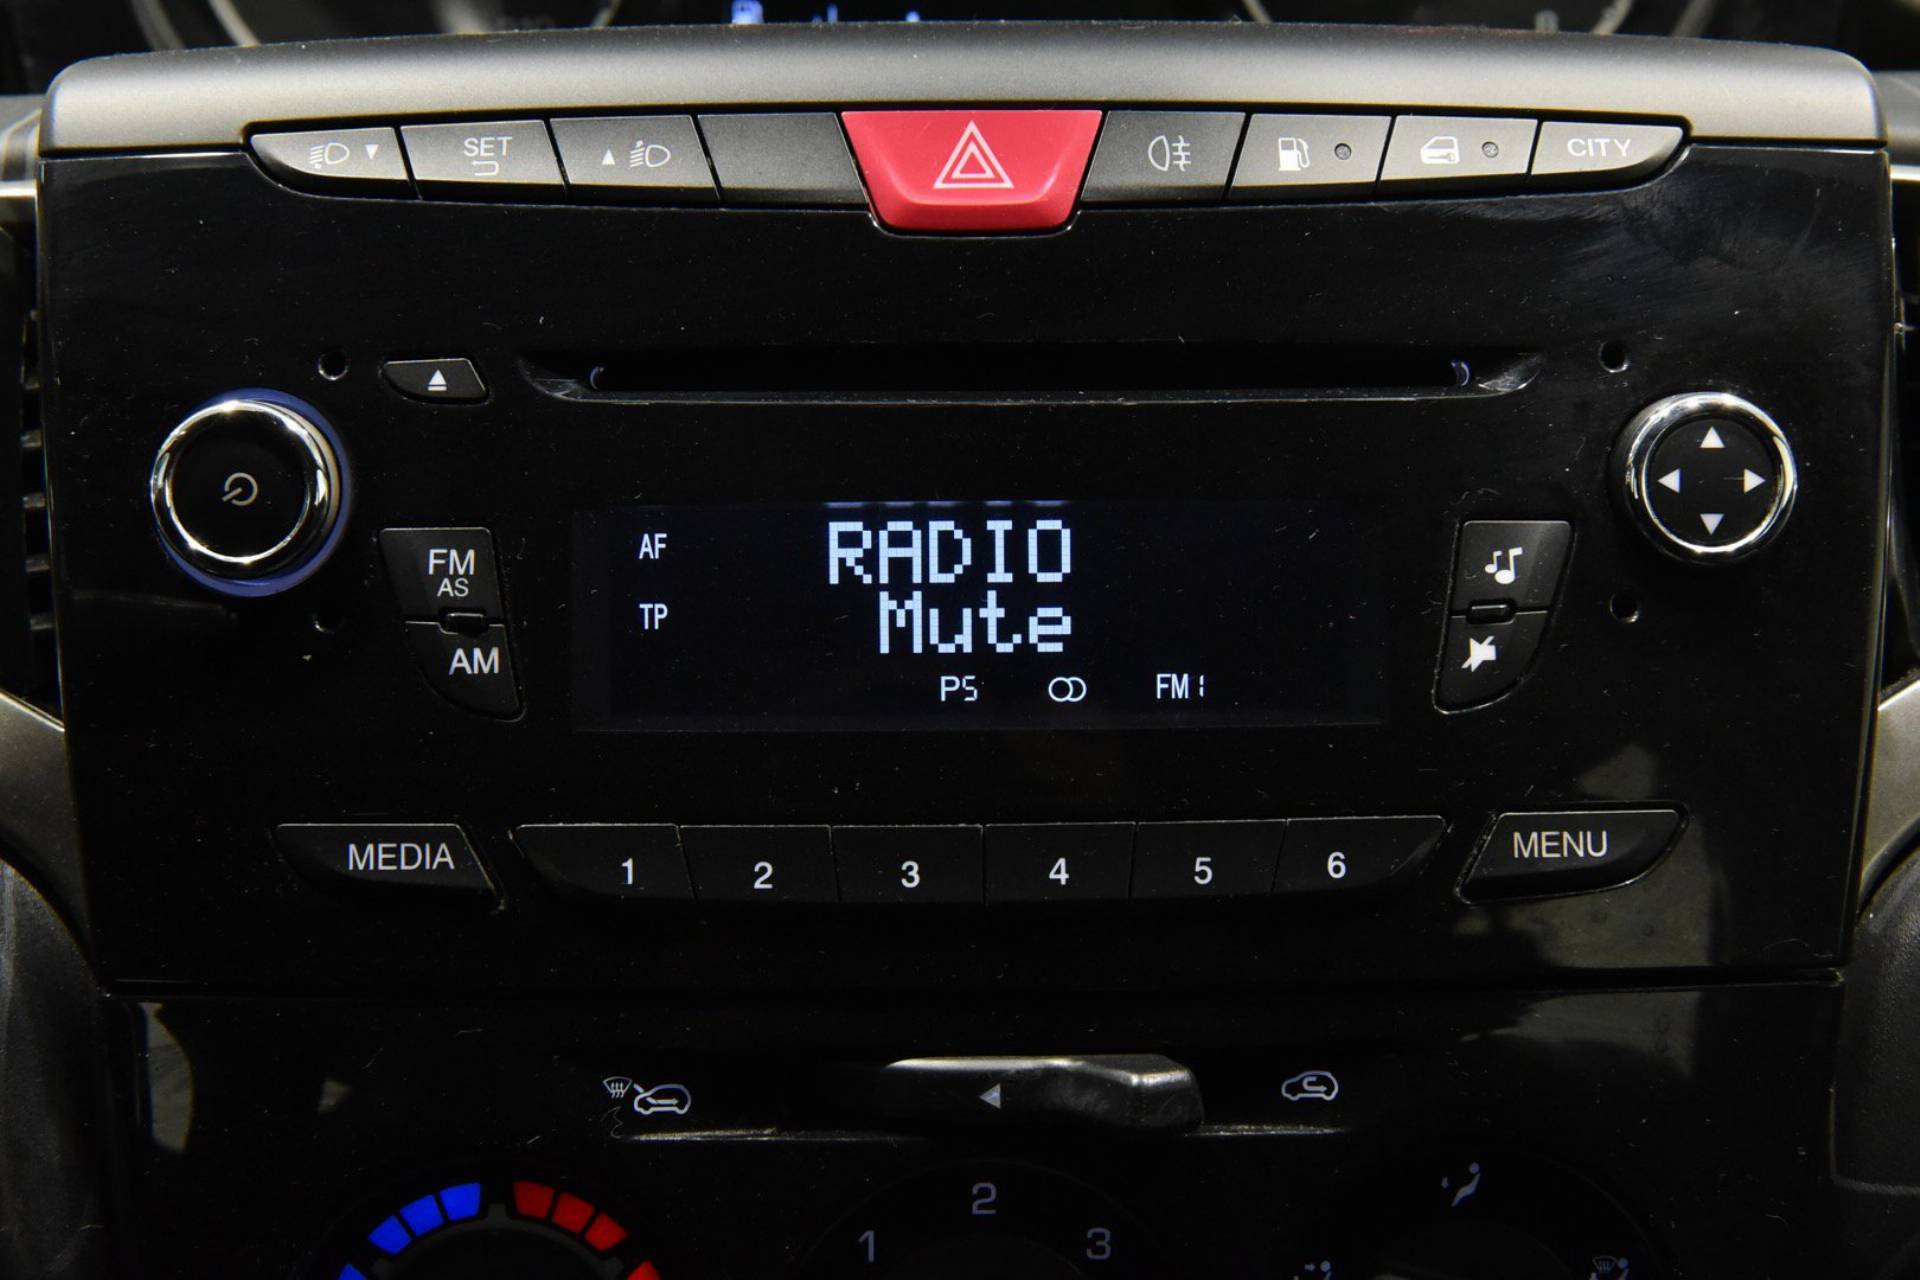 SET
CITY
FM
AS
AM
AF
RADIO
TP
Mute
PS
FM1
MEDIA
1
2
3
4
5
6
MENU
1
2
3